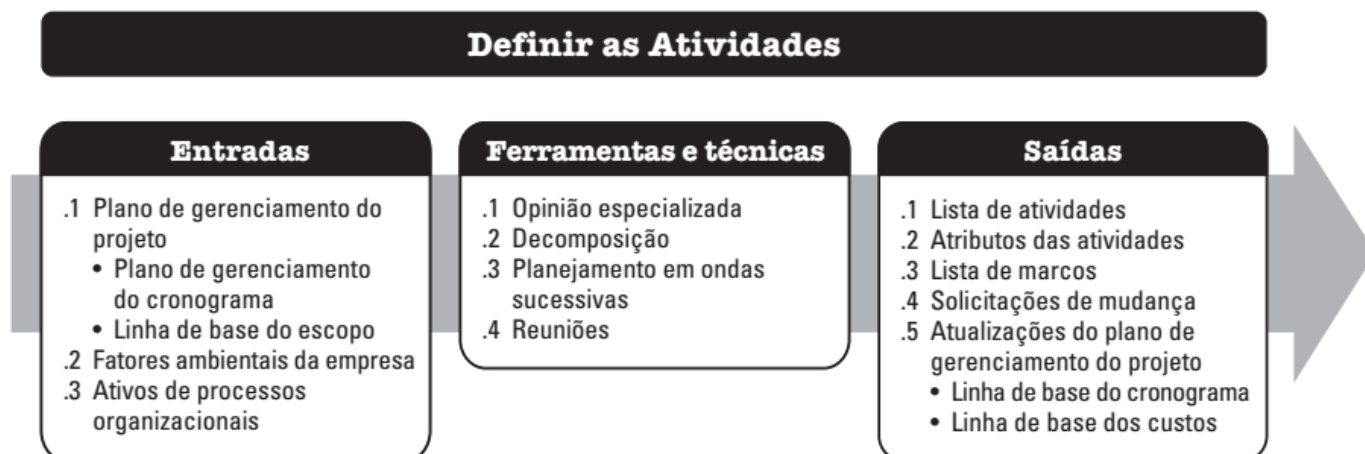 Definir as Atividades
Entradas
.1 Plano de gerenciamento do
projeto
• Plano de gerenciamento
do cronograma
• Linha de base do escopo
.2 Fatores ambientais da empresa
.3 Ativos de processos
organizacionais
Ferramentas e técnicas
.1 Opinião especializada
.2 Decomposição
.3 Planejamento em ondas
sucessivas
.4 Reuniões
Saídas
.1 Lista de atividades
.2 Atributos das atividades
.3 Lista de marcos
.4 Solicitações de mudança
.5 Atualizações do plano de
gerenciamento do projeto
• Linha de base do cronograma
• Linha de base dos custos